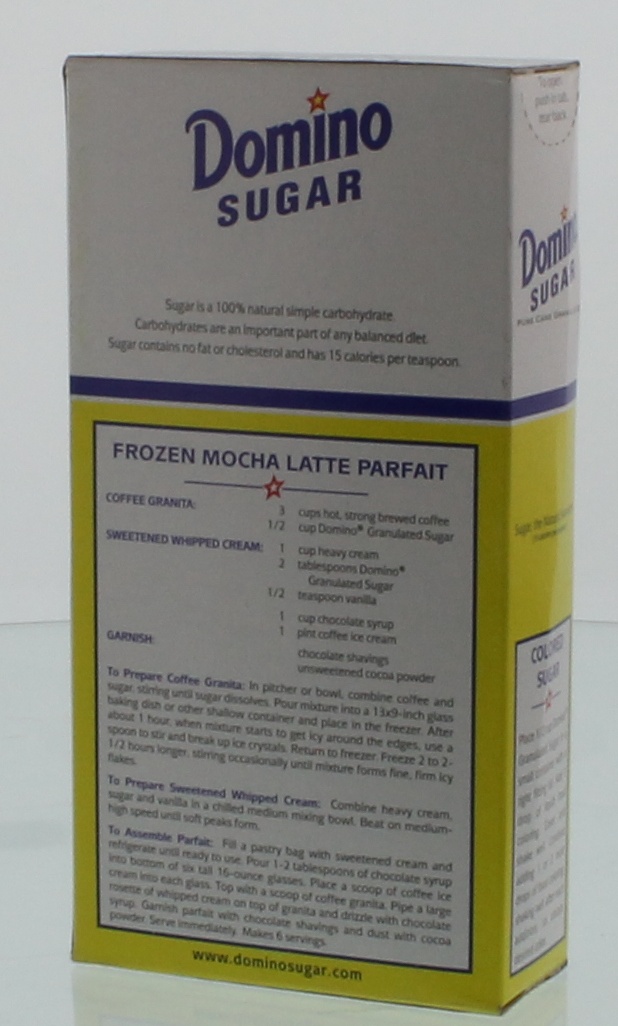 Domino
SUGAR
Sugar is a 100% natural simple carbohydrate.
Carbohydrates are an important part of any balanced diet.
Sugar contains no fat or cholesterol and has 15 calories per teaspoon.
FROZEN MOCHA LATTE PARFAIT
COFFEE GRANITA:
3 cups hot, strong brewed coffee
1/2 cup Domino® Granulated Sugar
SWEETENED WHIPPED CREAM:
1 cup heavy cream
2 tablespoons Domino®
Granulated Sugar
1/2 teaspoon vanilla
1 cup chocolate syrup
1 pint coffee ice cream
GARNISH:
chocolate shavings
unsweetened cocoa powder
To Prepare Coffee Granita: In pitcher or bowl, combine coffee and
sugar, stirring until sugar dissolves. Pour mixture into a 13x9-inch glass
baking dish or other shallow container and place in the freezer. After
about 1 hour, when mixture starts to get icy around the edges, use a
spoon to stir and break up ice crystals. Return to freezer. Freeze 2 to 2-
1/2 hours longer, stirring occasionally until mixture forms fine, firm icy
flakes.
To Prepare Sweetened Whipped Cream: Combine heavy cream,
sugar and vanilla in a chilled medium mixing bowl. Beat on medium-
high speed until soft peaks form.
To Assemble Parfait: Fill a pastry bag with sweetened cream and
refrigerate until ready to use. Pour 1-2 tablespoons of chocolate syrup
into bottom of six tall 16-ounce glasses. Place a scoop of coffee ice
cream into each glass. Top with a scoop of coffee granita. Pipe a large
rosette of whipped cream on top of granita and drizzle with chocolate
syrup. Garnish parfait with chocolate shavings and dust with cocoa
powder. Serve immediately. Makes 6 servings.
www.dominosugar.com
To open,
push in tab,
tear back
Domino
SUGAR
PURE CANE
COLORED
SUGAR